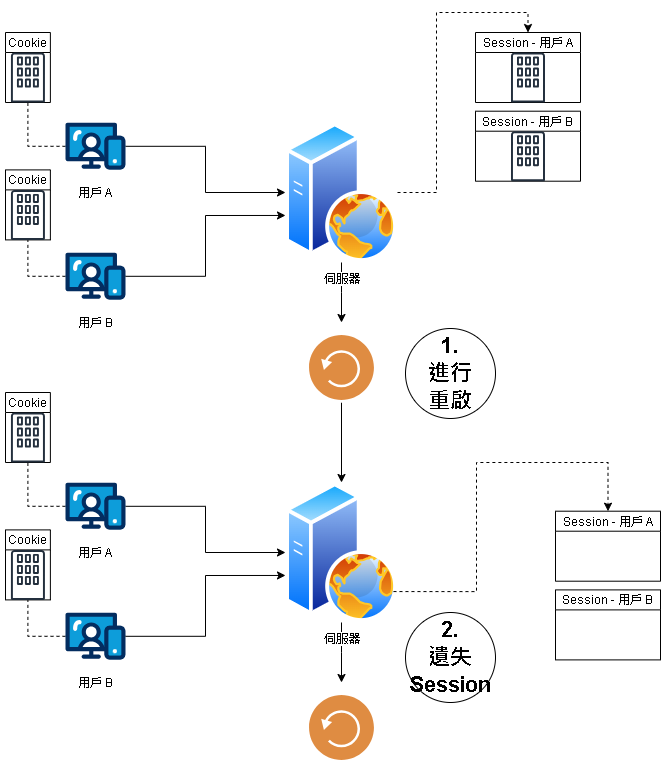 Cookie
Session - 用戶 A
Session - 用戶 B
Cookie
用戶 A
用戶 B
伺服器
1.
進行
重啟
Cookie
Session - 用戶 A
Cookie
用戶 A
Session - 用戶 B
用戶 B
伺服器
2.
遺失
Session